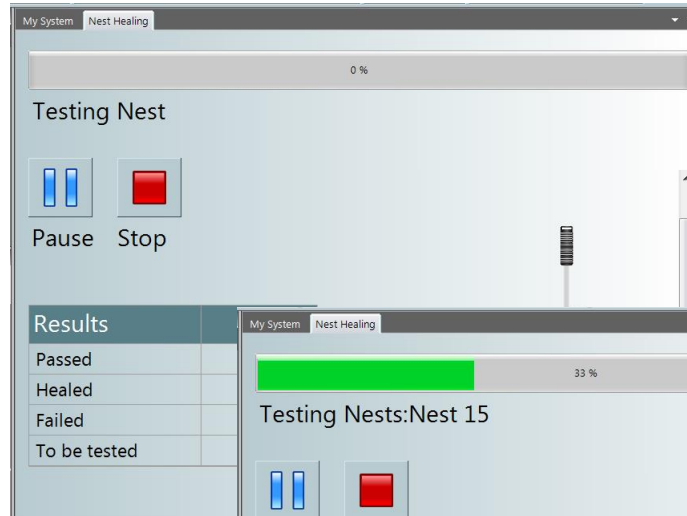 My System Nest Healing
0 %
Testing Nest
Pause Stop
Results
Passed
Healed
Failed
To be tested
My System Nest Healing
33 %
Testing Nests:Nest 15